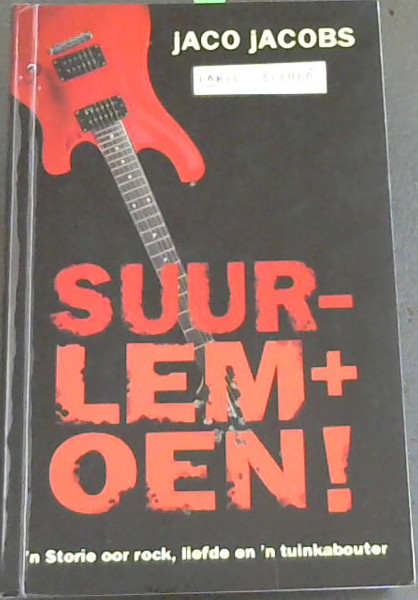 jACO jACOBS
SUUR-
LEM+
OEN!
'n Storie oor rock, liefde en 'n tuinkabouter